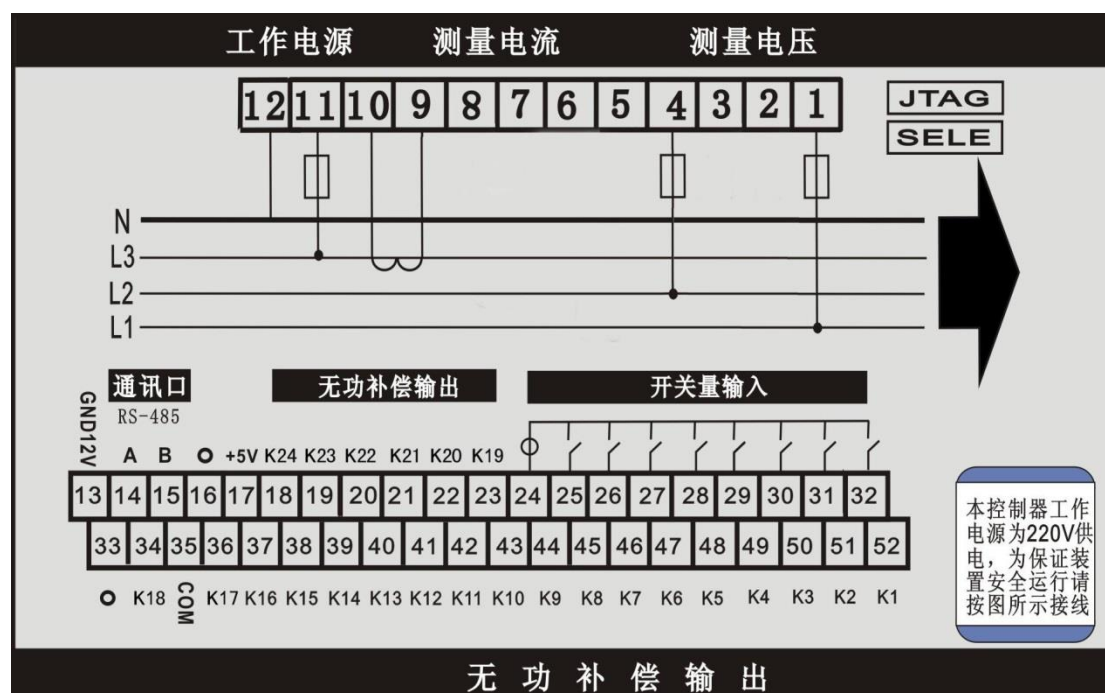 工作电源 测量电流 测量电压
12 11 10 9 8 7 6 5 4 3 2 1
JTAG
SELE
N
L3
L2
L1
通讯口 无功补偿输出 开关量输入
RS-485
GND12V
A B O +5V K24 K23 K22 K21 K20 K19
13 14 15 16 17 18 19 20 21 22 23 24 25 26 27 28 29 30 31 32
33 34 35 36 37 38 39 40 41 42 43 44 45 46 47 48 49 50 51 52
O K18 COM K17 K16 K15 K14 K13 K12 K11 K10 K9 K8 K7 K6 K5 K4 K3 K2 K1
本控制器工作
电源为220V供
电，为保证装
置安全运行请
按图所示接线
无功补偿输出